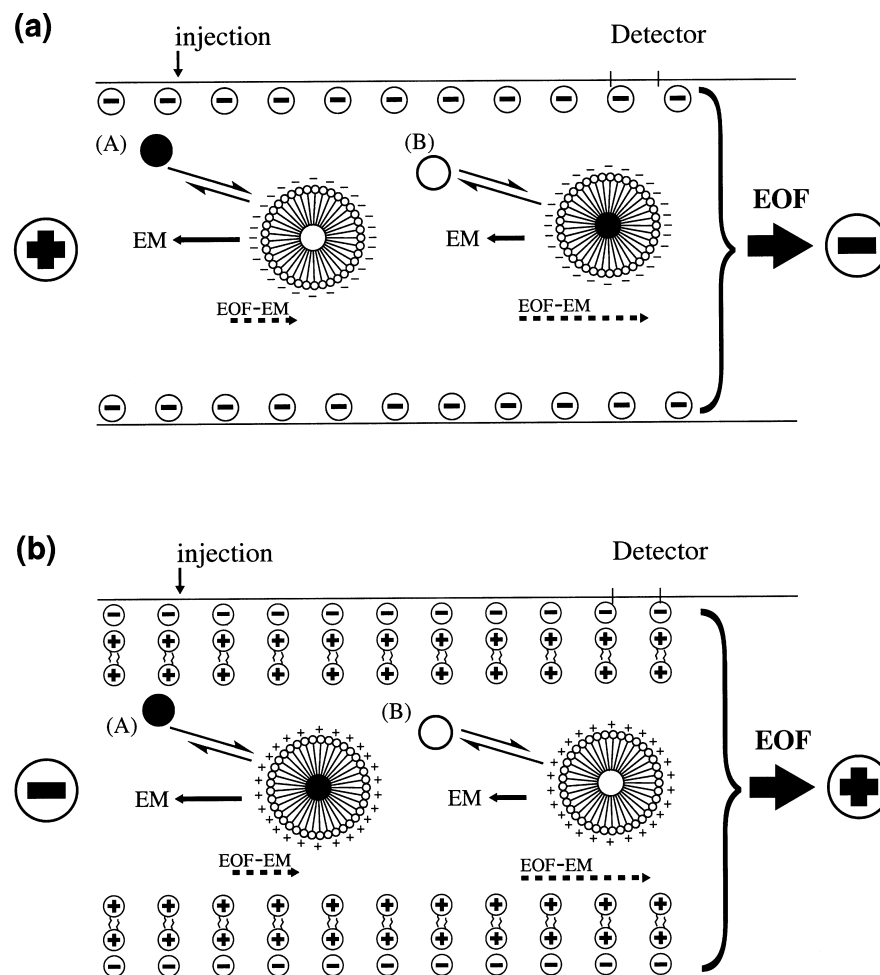 (a)
injection
Detector
(A)
(B)
EOF
EM
EM
EOF-EM
EOF-EM
(b)
injection
Detector
(A)
(B)
EOF
EM
EM
EOF-EM
EOF-EM